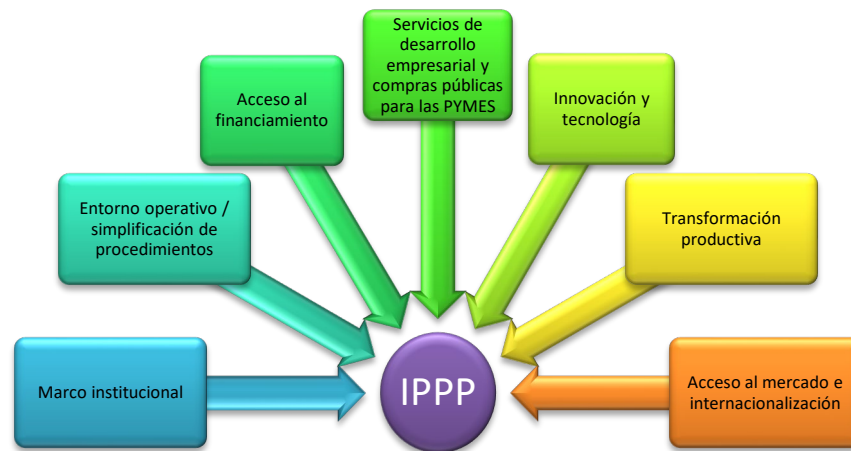 Marco institucional
Entorno operativo /
simplificación de
procedimientos
Acceso al
financiamiento
Servicios de
desarrollo
empresarial y
compras públicas
para las PYMES
Innovación y
tecnología
Transformación
productiva
Acceso al mercado e
internacionalización
IPPP